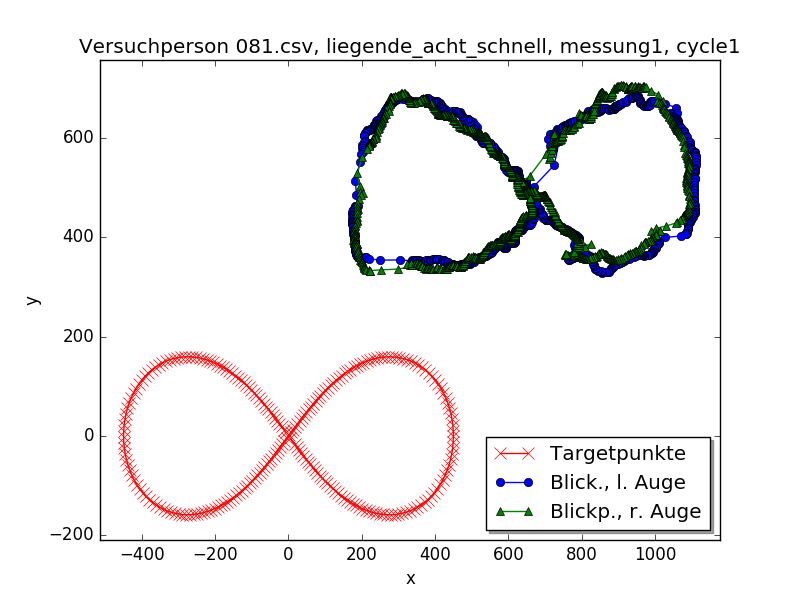 Versuchperson 081.csv, liegende_acht_schnell, messung1, cycle1
y
600
400
200
0
−200
−400
−200
0
200
400
600
800
1000
x
Targetpunkte
Blick., l. Auge
Blickp., r. Auge